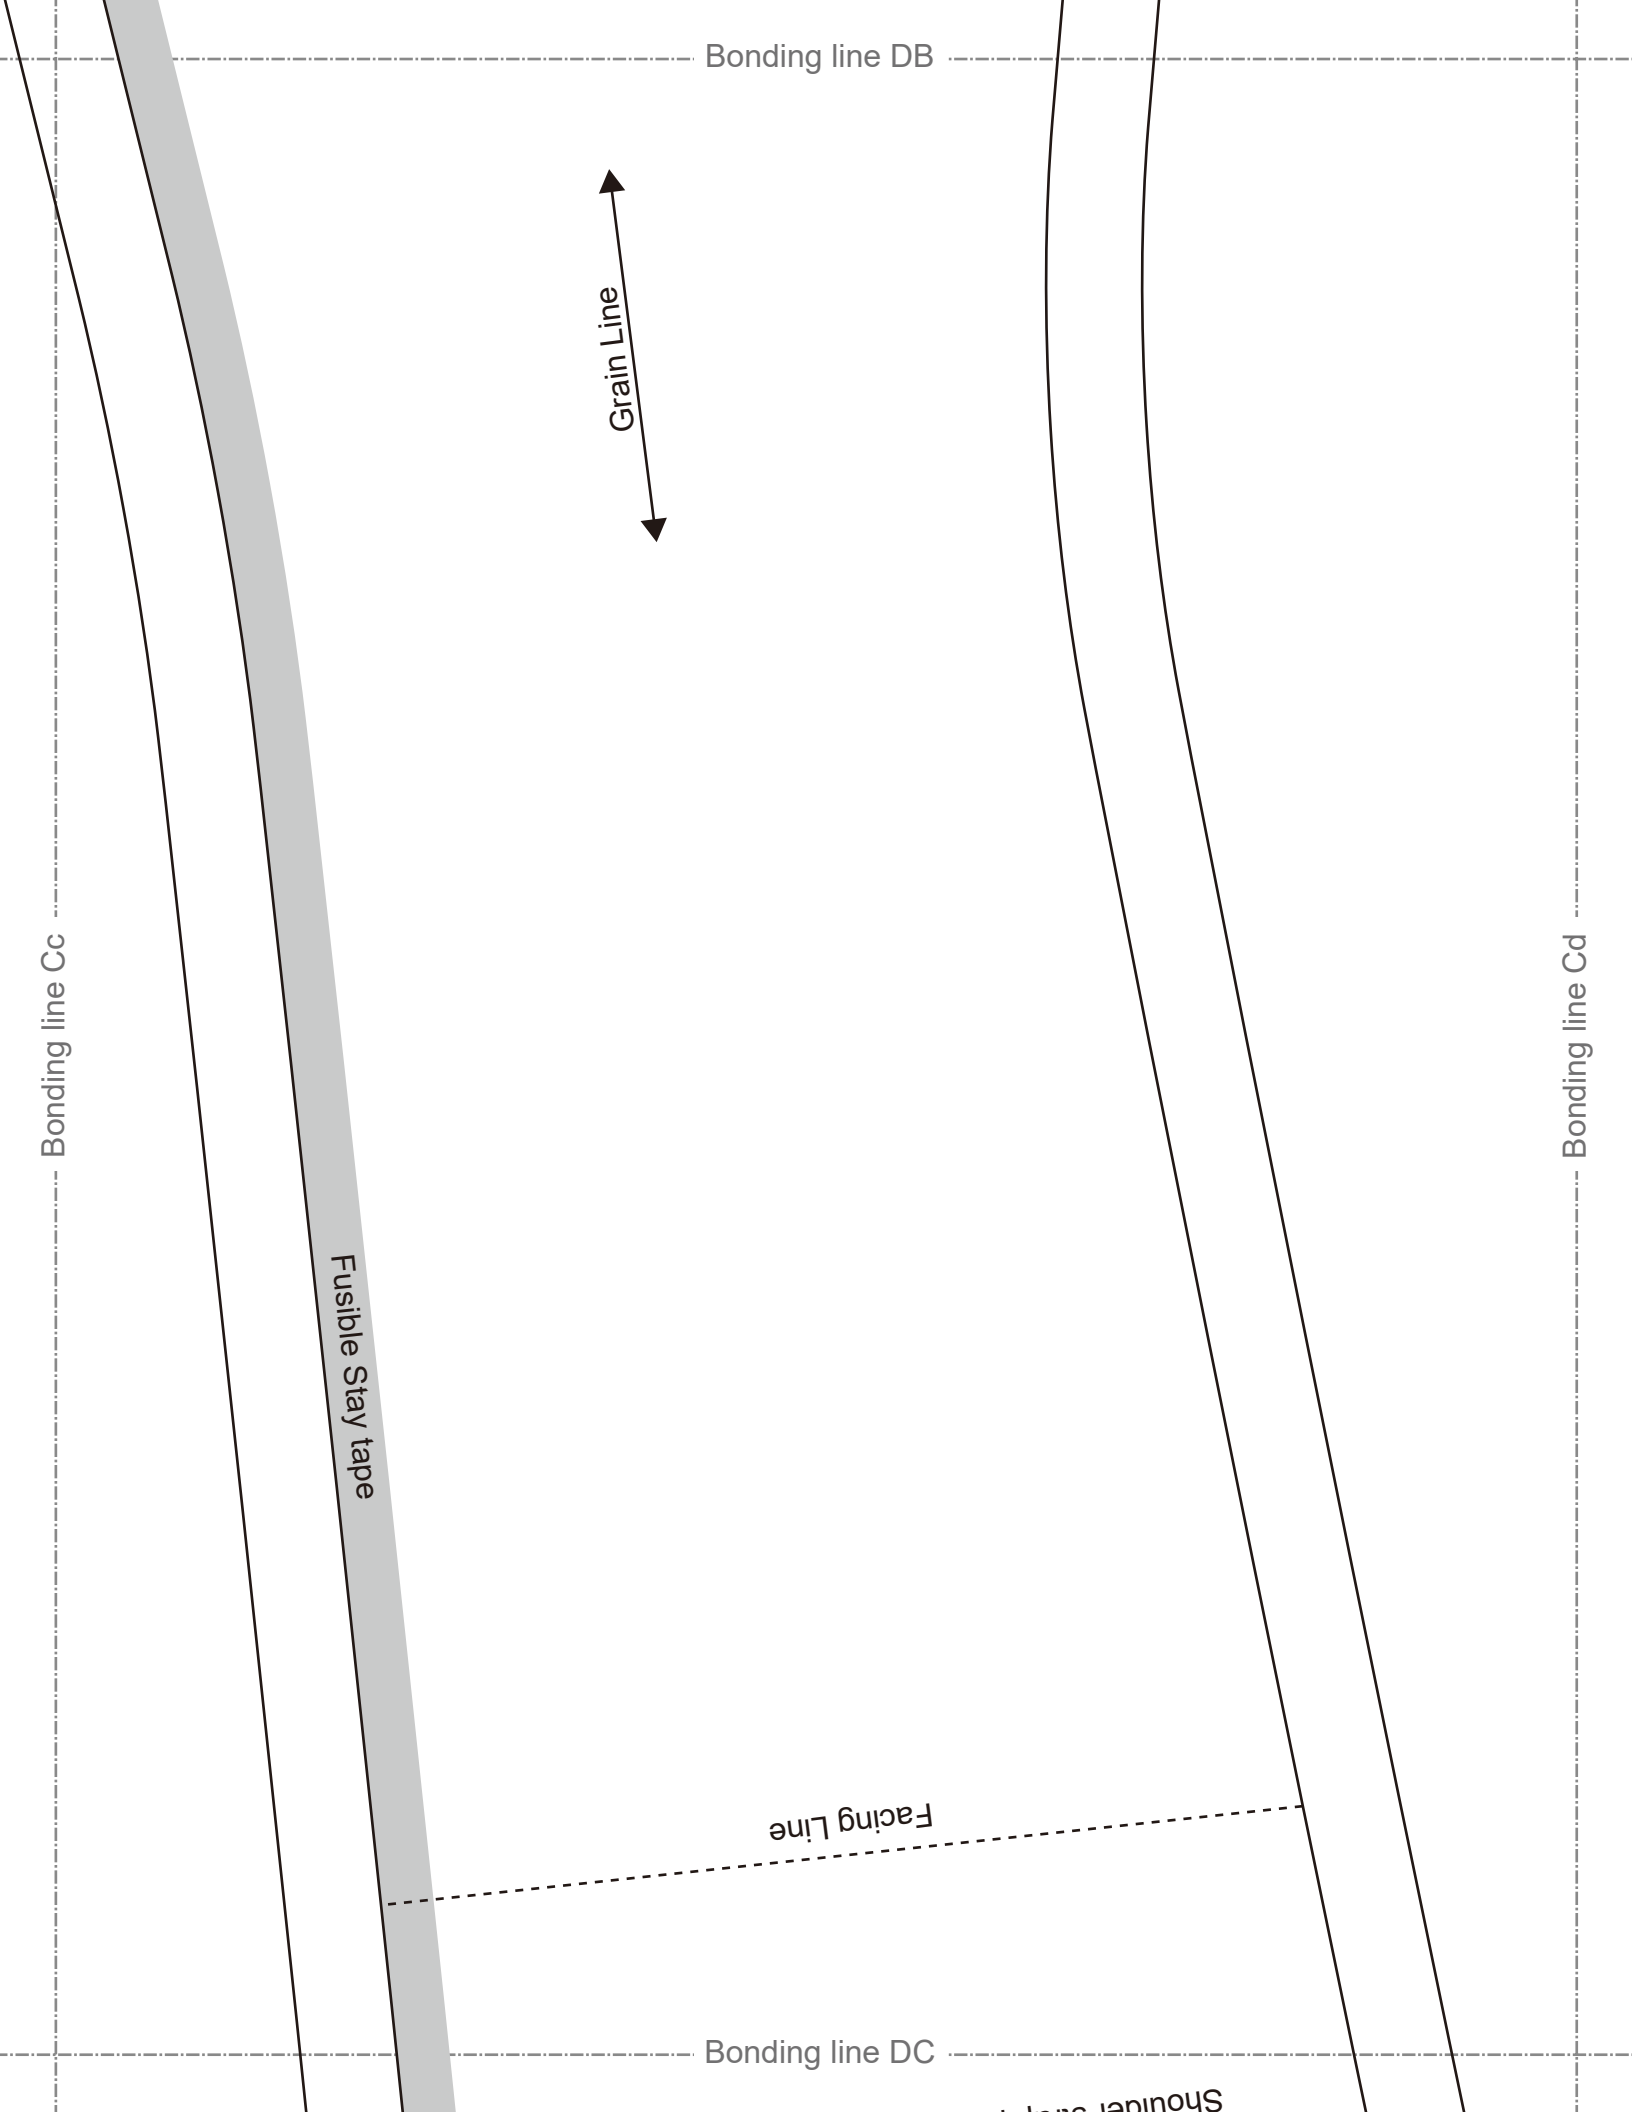 Bonding line DB
Grain Line
Bonding line Cc
Bonding line Cd
Fusible Stay tape
Facing Line
Bonding line DC
Shoulder